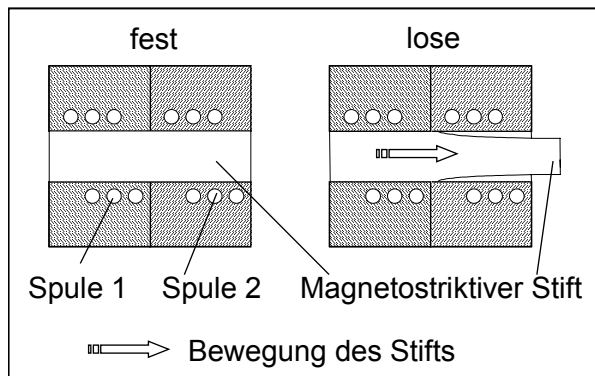 fest lose
Spule 1 Spule 2 Magnetostriktiver Stift
Bewegung des Stifts